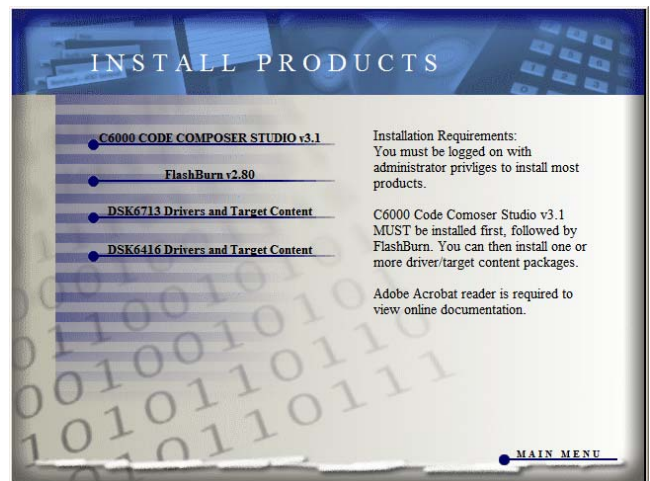 INSTALL PRODUCTS
C6000 CODE COMPOSER STUDIO v3.1
FlashBurn v2.80
DSK6713 Drivers and Target Content
DSK6416 Drivers and Target Content
Installation Requirements:
You must be logged on with
administrator privliges to install most
products.
C6000 Code Comoser Studio v3.1
MUST be installed first, followed by
FlashBurn. You can then install one or
more driver/target content packages.
Adobe Acrobat reader is required to
view online documentation.
MAIN MENU